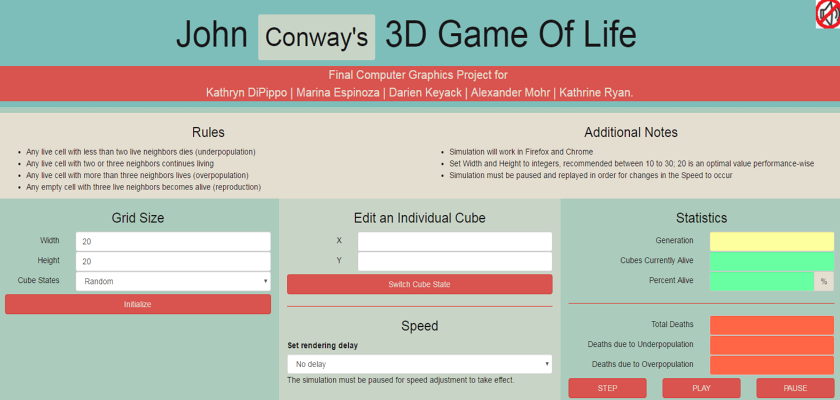 John Conway's 3D Game Of Life
Final Computer Graphics Project for
Kathryn DiPippo | Marina Espinoza | Darien Keyack | Alexander Mohr | Kathrine Ryan.
Rules
Any live cell with less than two live neighbors dies (underpopulation)
Any live cell with two or three neighbors continues living
Any live cell with more than three neighbors lives (overpopulation)
Any empty cell with three live neighbors becomes alive (reproduction)
Additional Notes
Simulation will work in Firefox and Chrome
Set Width and Height to integers, recommended between 10 to 30; 20 is an optimal value performance-wise
Simulation must be paused and replayed in order for changes in the Speed to occur
Grid Size
Width 20
Height 20
Cube States Random
Initialize
Edit an Individual Cube
X
Y
Switch Cube State
Speed
Set rendering delay
No delay
The simulation must be paused for speed adjustment to take effect.
Statistics
Generation
Cubes Currently Alive
Percent Alive %
Total Deaths
Deaths due to Underpopulation
Deaths due to Overpopulation
STEP PLAY PAUSE